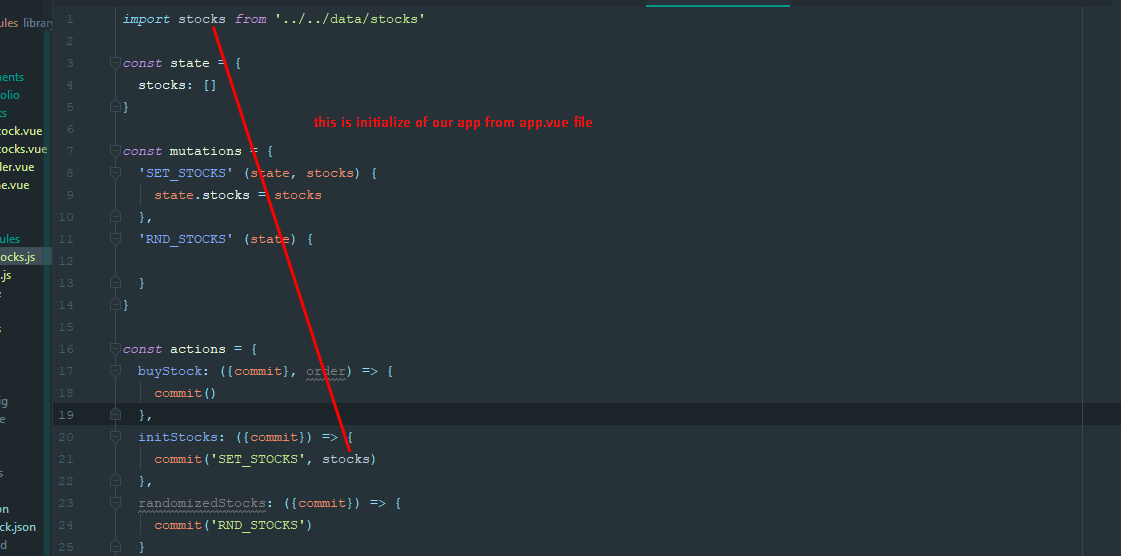 ules library
ents
olio
ks
tock.vue
tocks.vue
der.vue
ne.vue
ules
ocks.js
.js
ig
e
s
on
ck.json
d
1 import stocks from '../../data/stocks'
2
3 const state = {
4 stocks: []
5 }
6
this is initialize of our app from app.vue file
7 const mutations = {
8 'SET_STOCKS' (state, stocks) {
9 state.stocks = stocks
10 },
11 'RND_STOCKS' (state) {
12
13 }
14 }
15
16 const actions = {
17 buyStock: ({commit}, order) => {
18 commit()
19 },
20 initStocks: ({commit}) => {
21 commit('SET_STOCKS', stocks)
22 },
23 randomizedStocks: ({commit}) => {
24 commit('RND_STOCKS')
25 }